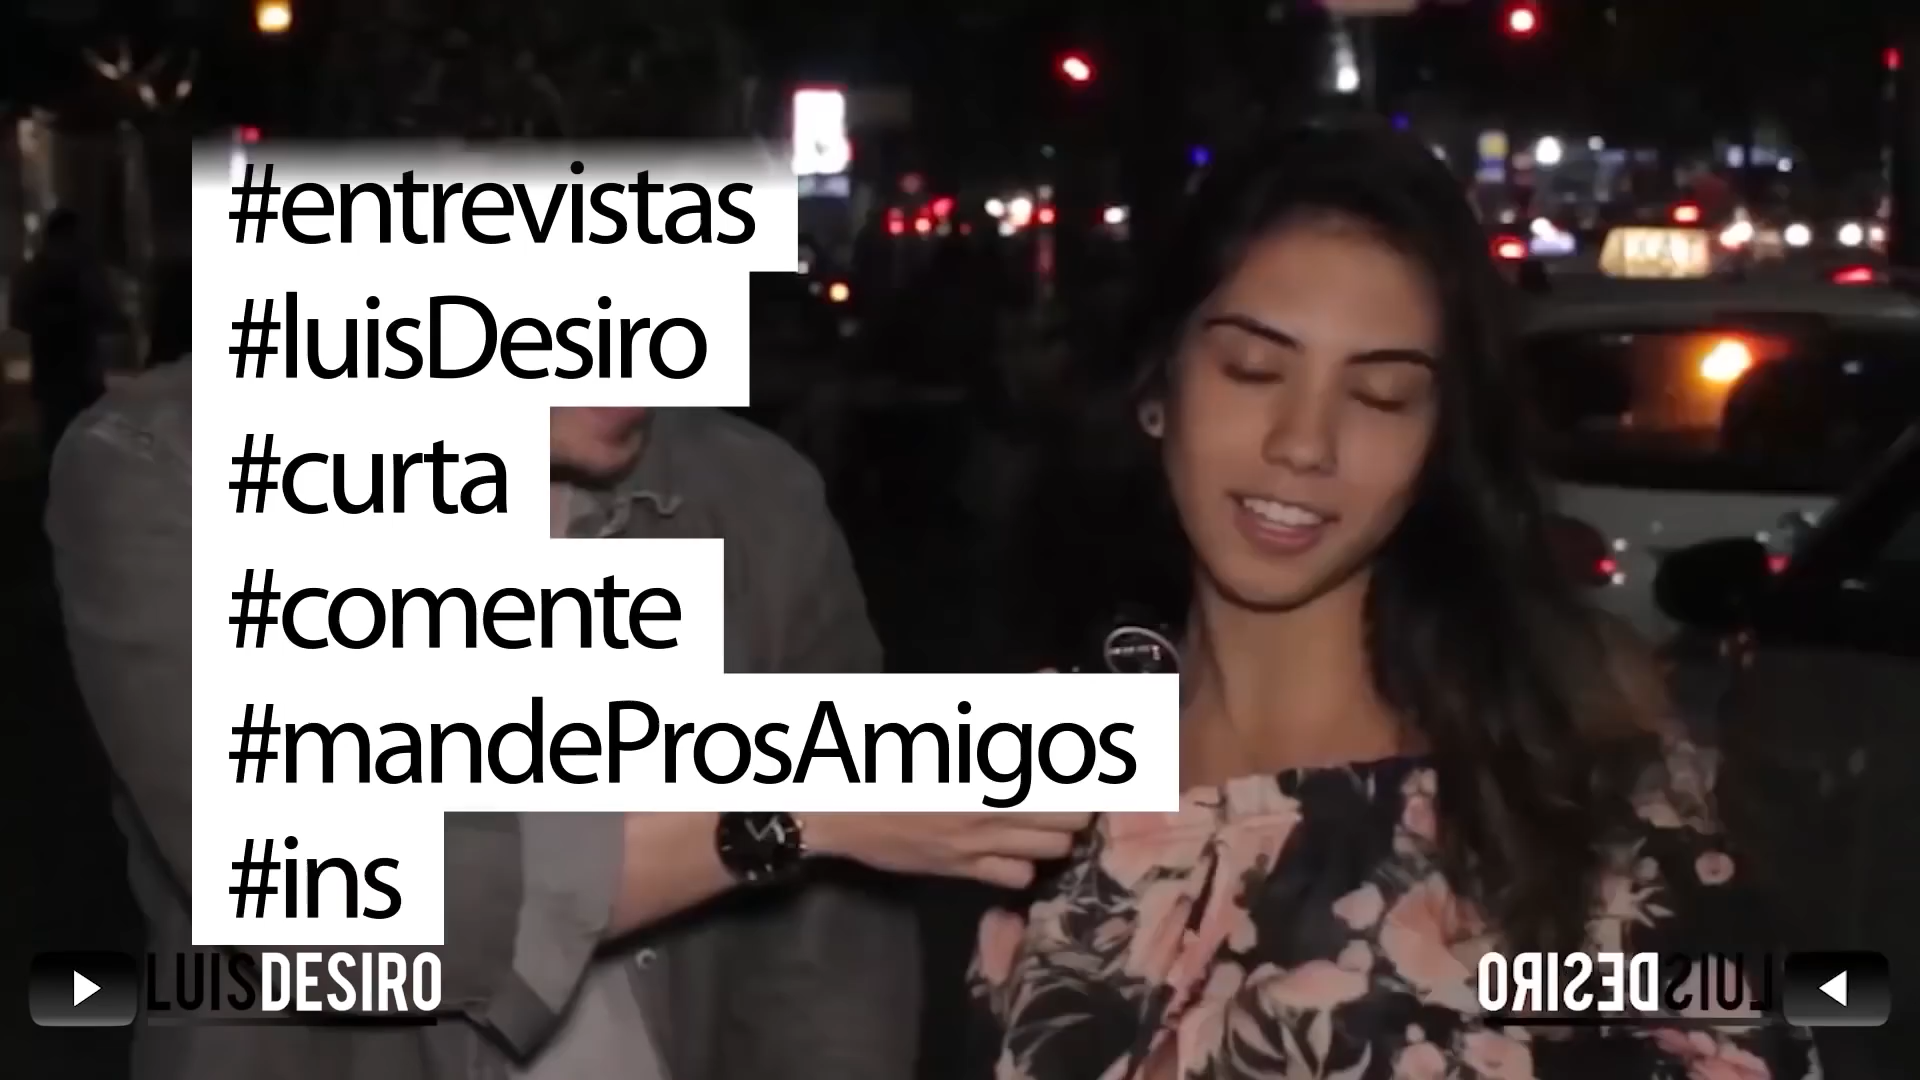 #entrevistas
#luisDesiro
#curta
#comente
#mandeProsAmigos
#ins
LUISDESIRO
LUISDESIRO